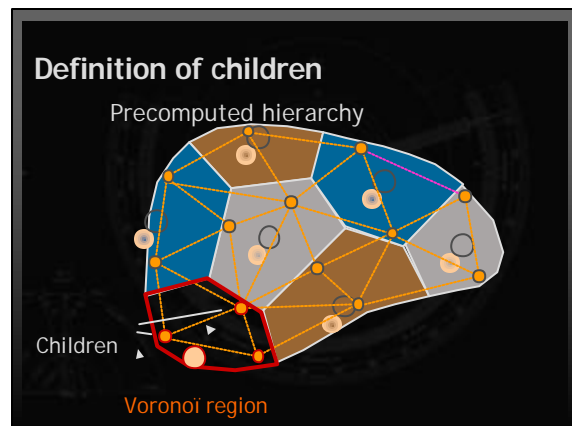 Definition of children
Precomputed hierarchy
Children
Voronoï region